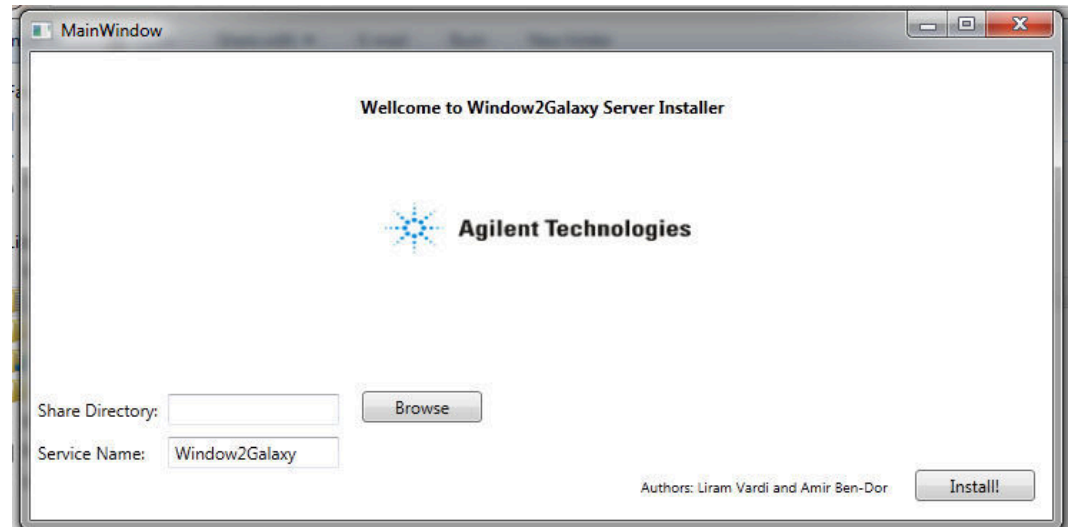 MainWindow
Wellcome to Window2Galaxy Server Installer
Agilent Technologies
Share Directory:
Browse
Service Name: Window2Galaxy
Authors: Liram Vardi and Amir Ben-Dor
Install!